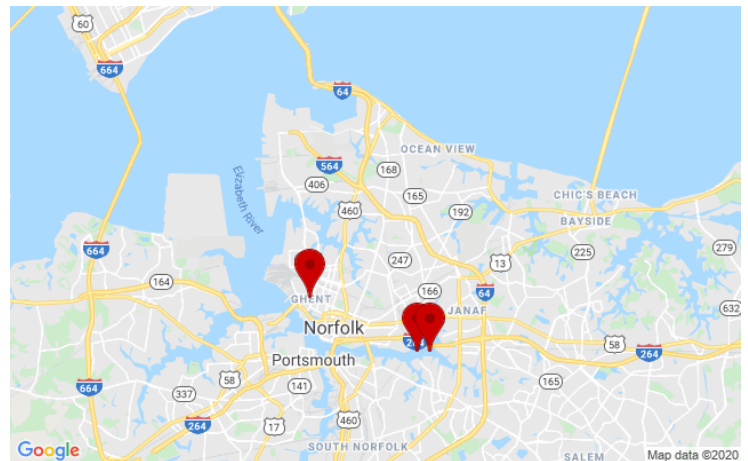 60
664
64
OCEAN VIEW
564
168
Elizabeth River
406
165
CHIC'S BEACH
460
192
BAYSIDE
664
247
13
225
279
164
166
64
GHENT
JANAF
632
Norfolk
264
58
264
Portsmouth
58
141
165
664
337
264
17
460
SOUTH NORFOLK
SALEM
Google
Map data ©2020